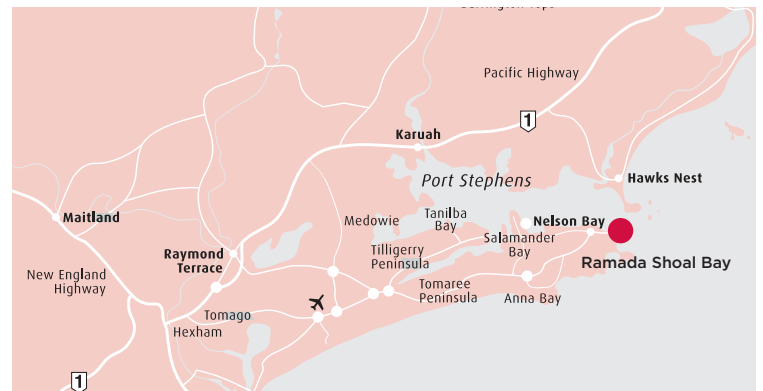 Pacific Highway
1
Karuah
Port Stephens
Hawks Nest
Maitland
Medowie
Tanilba
Bay
Nelson Bay
Raymond
Terrace
Tilligerry
Peninsula
Salamander
Bay
Ramada Shoal Bay
New England
Highway
Tomaree
Peninsula
Anna Bay
Tomago
Hexham
1